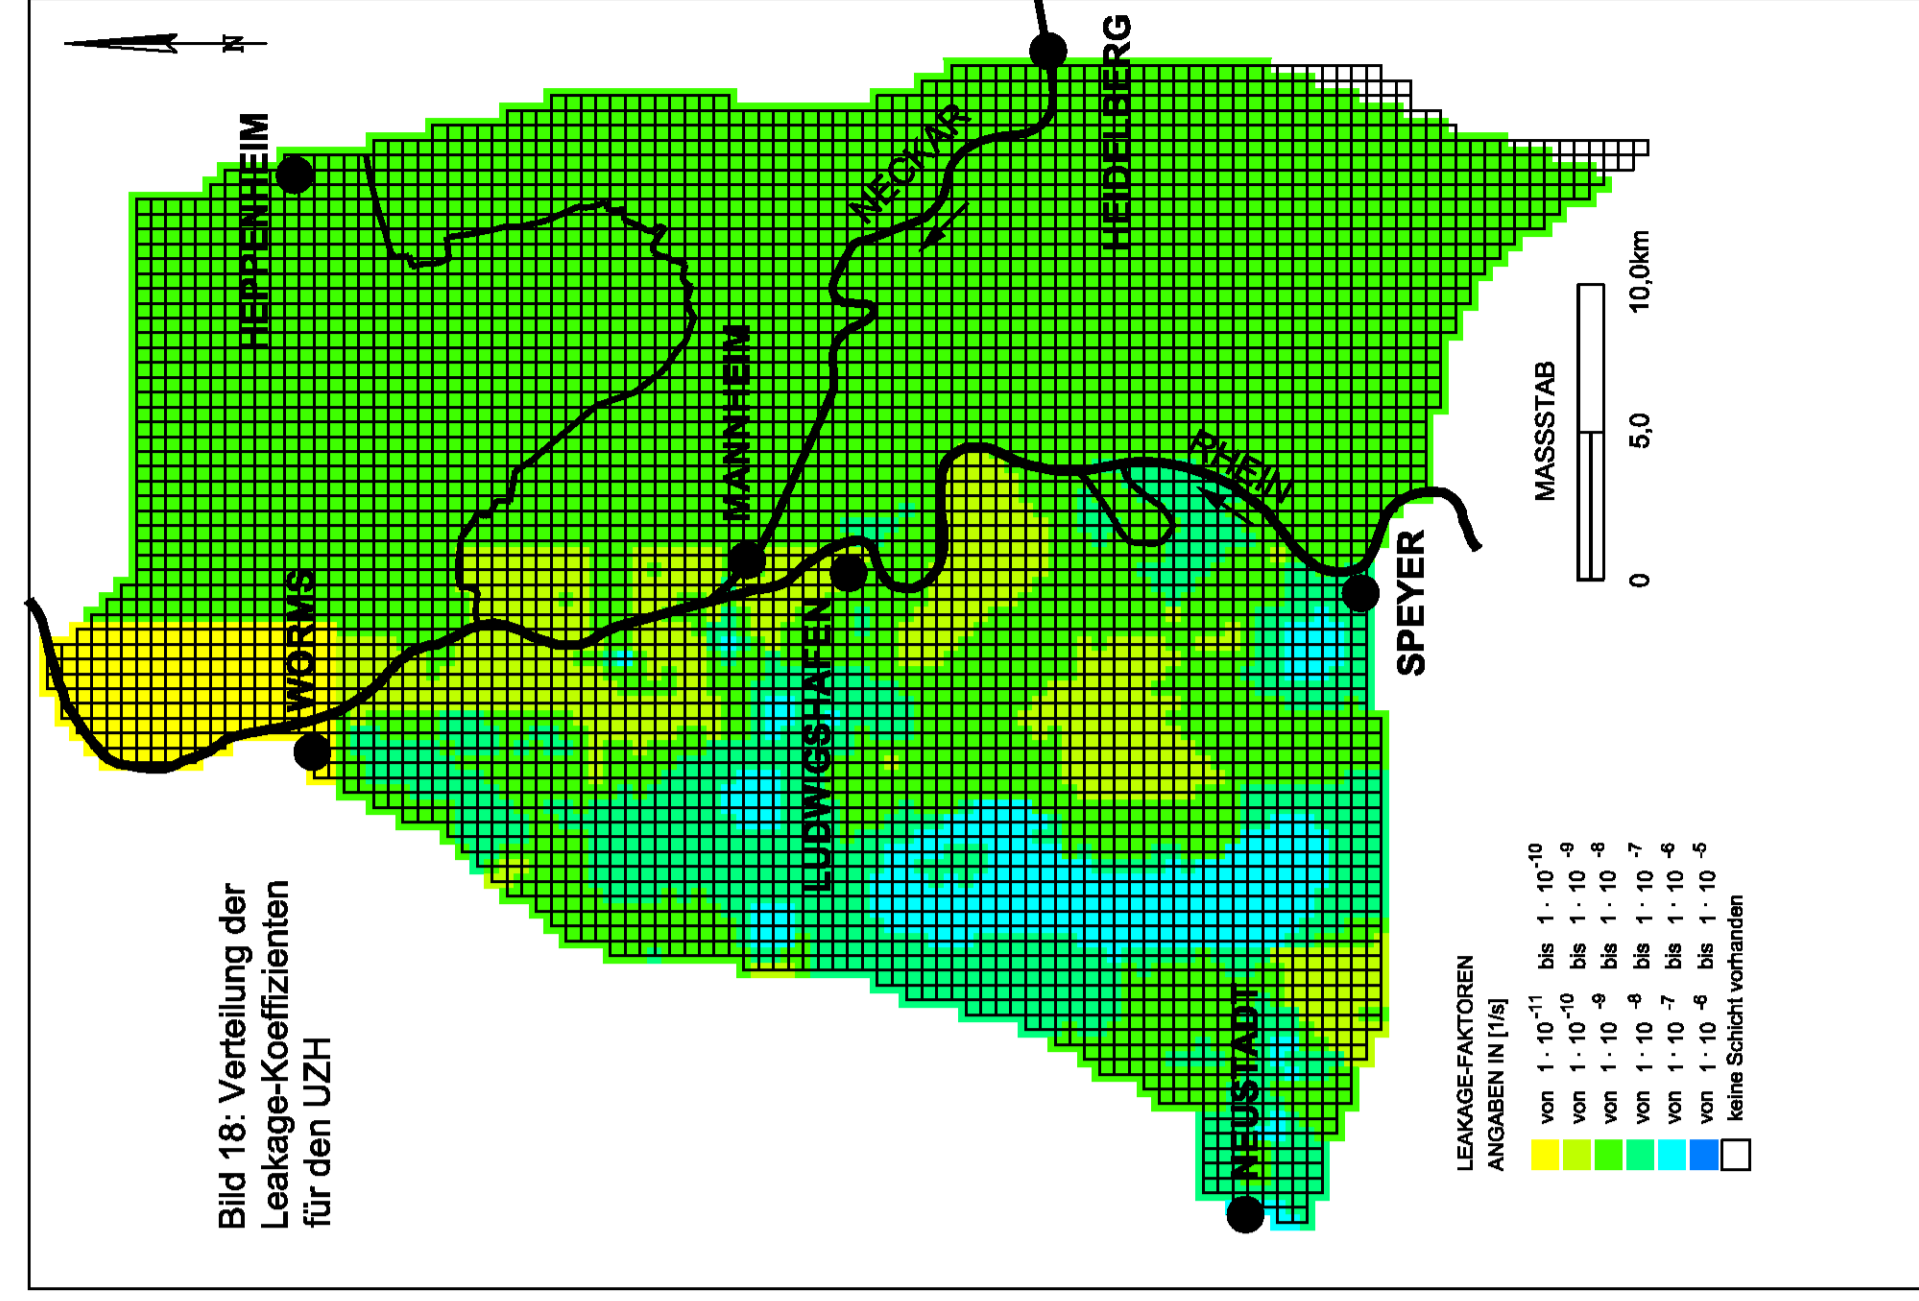 Bild 18: Verteilung der
Leakage-Koeffizienten
für den UZH
N
HEPPENHEIM
WORMS
MANNHEIM
NECKAR
HEIDELBERG
LUDWIGSHAFEN
RHEIN
SPEYER
NEUSTADT
MASSSTAB
0 5,0 10,0km
LEAKAGE-FAKTOREN
ANGABEN IN [1/s]
von 1 · 10 -11 bis 1 · 10 -10
von 1 · 10 -10 bis 1 · 10 -9
von 1 · 10 -9 bis 1 · 10 -8
von 1 · 10 -8 bis 1 · 10 -7
von 1 · 10 -7 bis 1 · 10 -6
von 1 · 10 -6 bis 1 · 10 -5
keine Schicht vorhanden